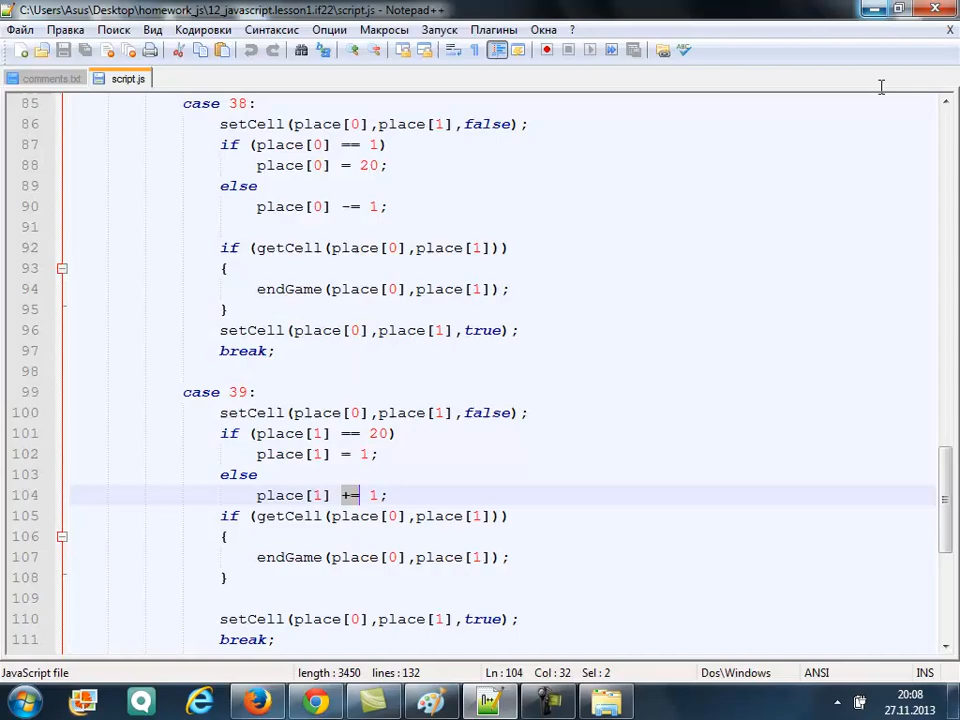 C:\Users\Asus\Desktop\homework_js\12_javascript.lesson1.if22\script.js - Notepad++
Файл Правка Поиск Вид Кодировки Синтаксис Опции Макросы Запуск Плагины Окна ? X
comments.txt script.js
85 case 38:
86 setCell(place[0],place[1],false);
87 if (place[0] == 1)
88 place[0] = 20;
89 else
90 place[0] -= 1;
91
92 if (getCell(place[0],place[1]))
93 {
94 endGame(place[0],place[1]);
95 }
96 setCell(place[0],place[1],true);
97 break;
98
99 case 39:
100 setCell(place[0],place[1],false);
101 if (place[1] == 20)
102 place[1] = 1;
103 else
104 place[1] += 1;
105 if (getCell(place[0],place[1]))
106 {
107 endGame(place[0],place[1]);
108 }
109
110 setCell(place[0],place[1],true);
111 break;
JavaScript file length : 3450 lines : 132 Ln : 104 Col : 32 Sel : 2 Dos\Windows ANSI INS
20:08
27.11.2013